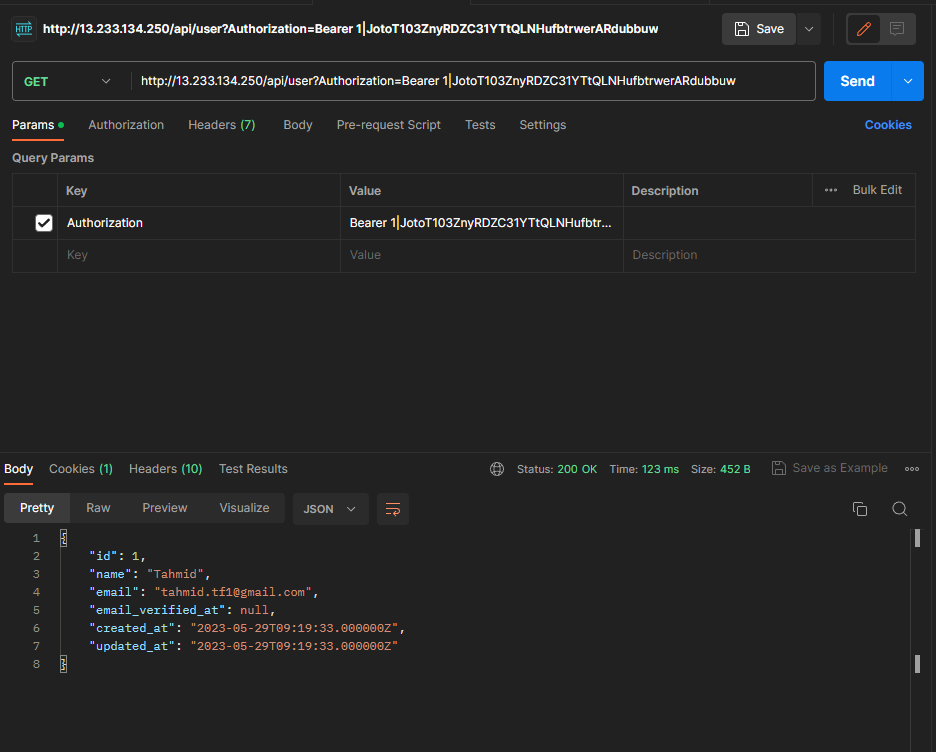 HTTP http://13.233.134.250/api/user?Authorization=Bearer 1|JotoT103ZnyRDZC31YTtQLNHufbtrwerARdubbuw Save
GET http://13.233.134.250/api/user?Authorization=Bearer 1|JotoT103ZnyRDZC31YTtQLNHufbtrwerARdubbuw Send
Params Authorization Headers (7) Body Pre-request Script Tests Settings Cookies
Query Params
Key Value Description ••• Bulk Edit
Authorization Bearer 1|JotoT103ZnyRDZC31YTtQLNHufbtr...
Key Value Description
Body Cookies (1) Headers (10) Test Results Status: 200 OK Time: 123 ms Size: 452 B Save as Example
Pretty Raw Preview Visualize JSON
1 {
2 "id": 1,
3 "name": "Tahmid",
4 "email": "tahmid.tf1@gmail.com",
5 "email_verified_at": null,
6 "created_at": "2023-05-29T09:19:33.000000Z",
7 "updated_at": "2023-05-29T09:19:33.000000Z"
8 }